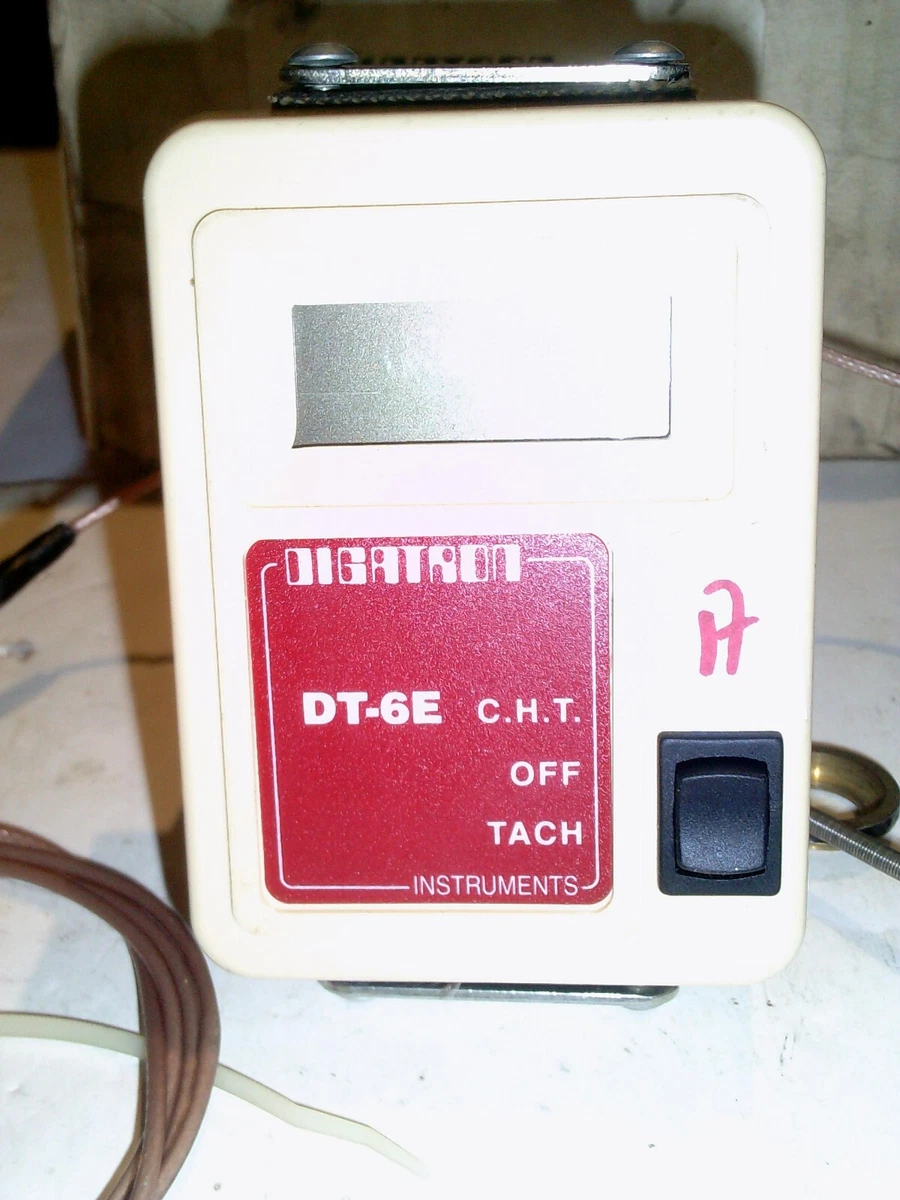 DIGATRON
DT-6E C.H.T.
OFF
TACH
INSTRUMENTS